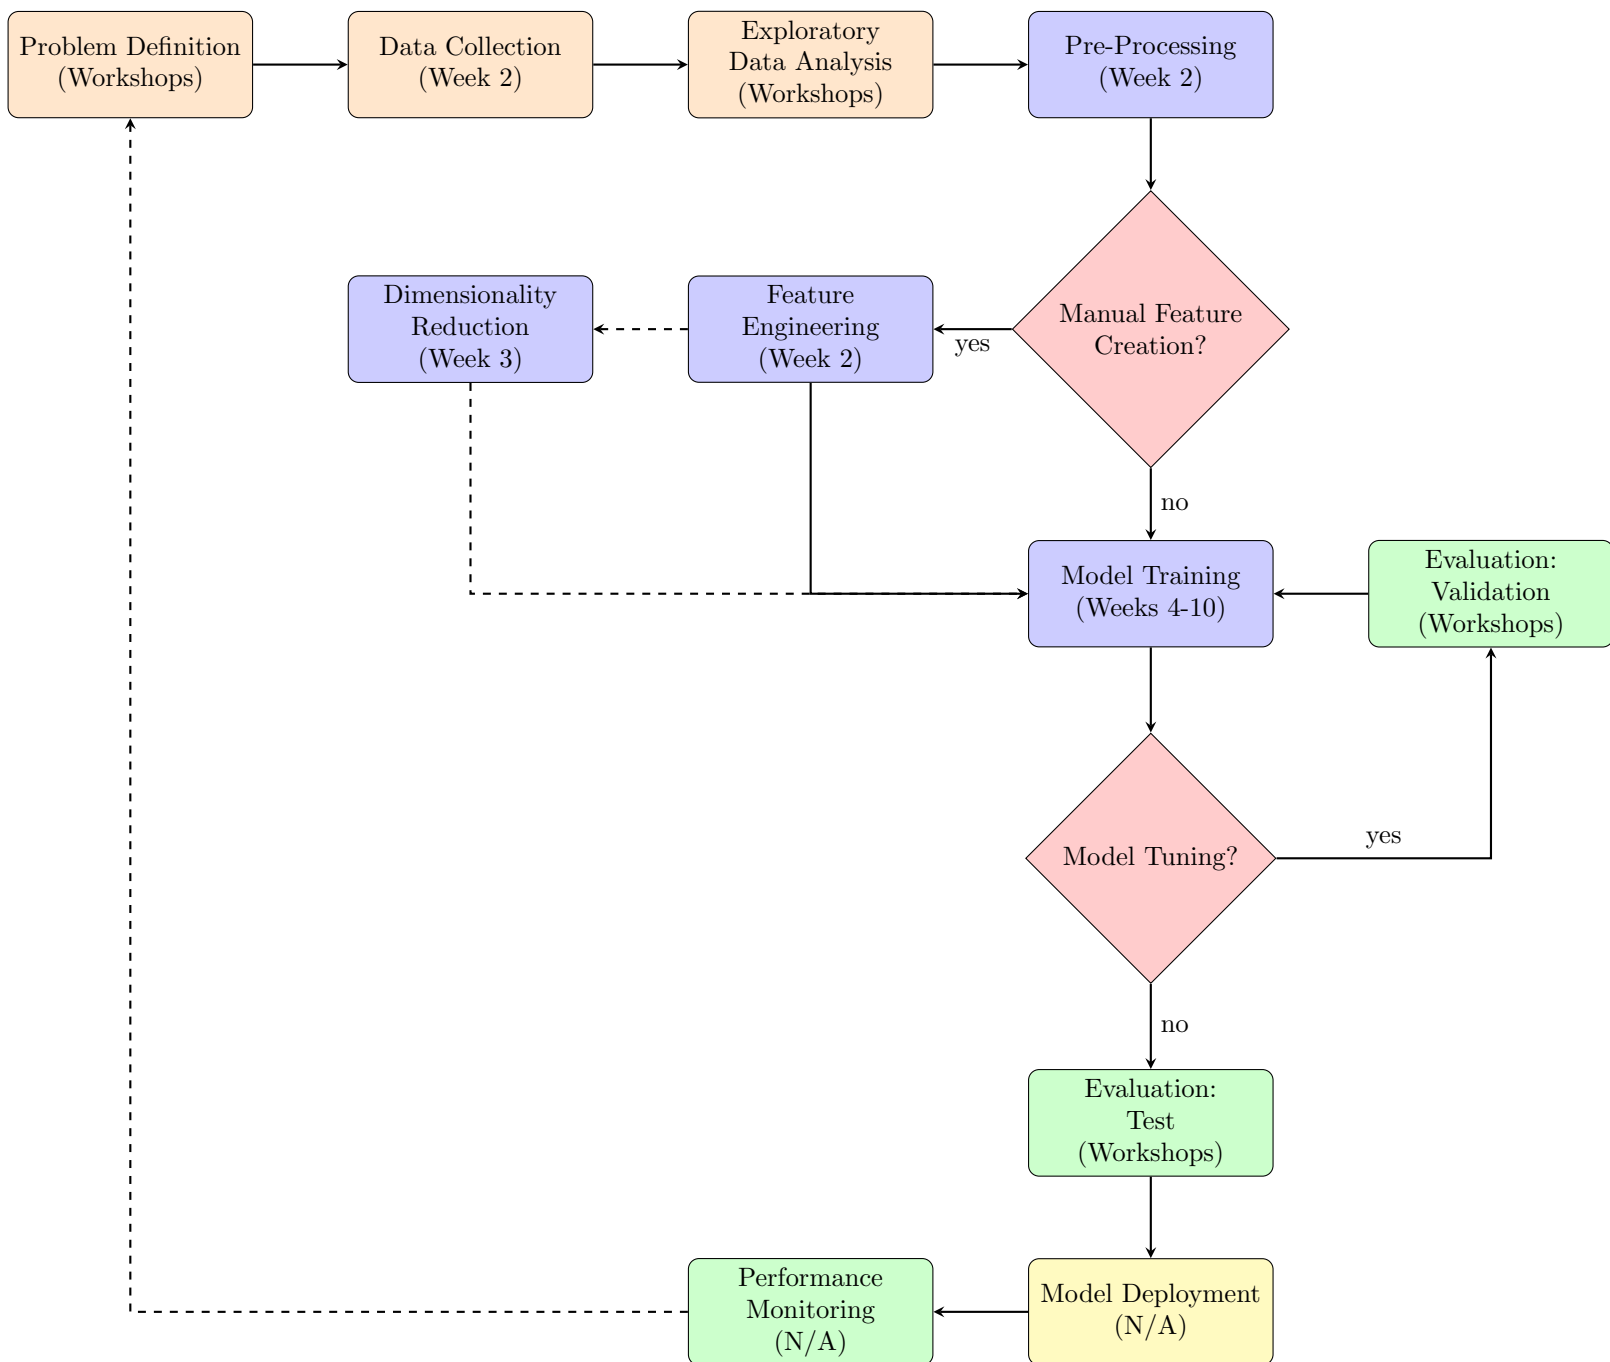 Problem Definition
(Workshops)
Data Collection
(Week 2)
Exploratory
Data Analysis
(Workshops)
Pre-Processing
(Week 2)
Dimensionality
Reduction
(Week 3)
Feature
Engineering
(Week 2)
yes
Manual Feature
Creation?
no
Model Training
(Weeks 4-10)
Evaluation:
Validation
(Workshops)
Model Tuning?
yes
no
Evaluation:
Test
(Workshops)
Performance
Monitoring
(N/A)
Model Deployment
(N/A)